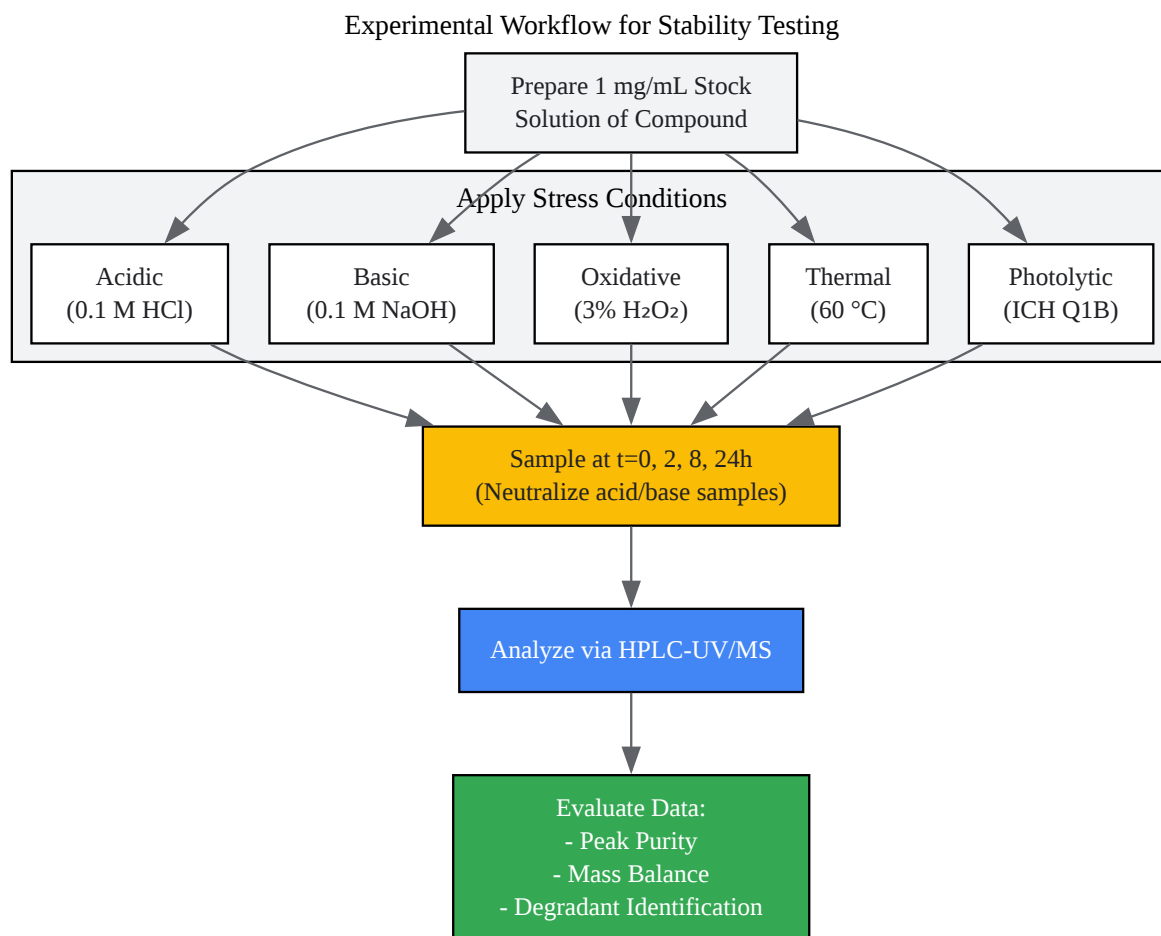 Experimental Workflow for Stability Testing
Prepare 1 mg/mL Stock
Solution of Compound
Apply Stress Conditions
Acidic
(0.1 M HCl)
Basic
(0.1 M NaOH)
Oxidative
(3% H₂O₂)
Thermal
(60 °C)
Photolytic
(ICH Q1B)
Sample at t=0, 2, 8, 24h
(Neutralize acid/base samples)
Analyze via HPLC-UV/MS
Evaluate Data:
- Peak Purity
- Mass Balance
- Degradant Identification